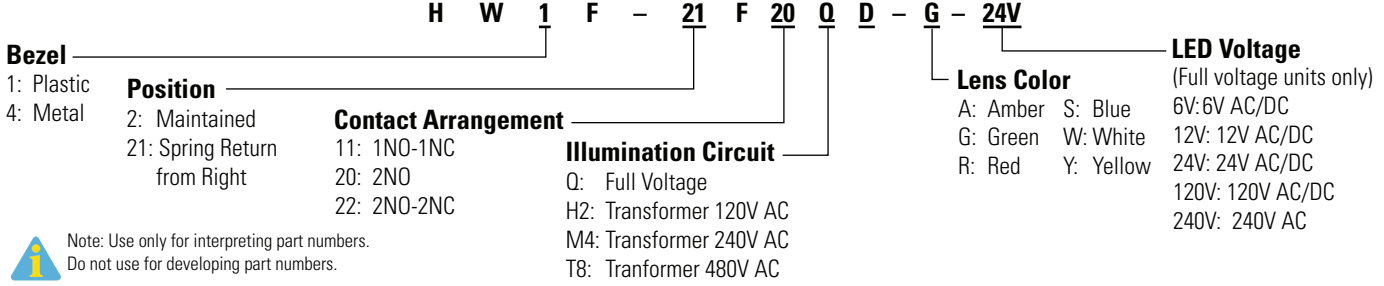 H W 1 F – 21 F 20 Q D – G – 24V
Bezel
1: Plastic
4: Metal
Position
2: Maintained
21: Spring Return
from Right
Contact Arrangement
11: 1NO-1NC
20: 2NO
22: 2NO-2NC
Illumination Circuit
Q: Full Voltage
H2: Transformer 120V AC
M4: Transformer 240V AC
T8: Tranformer 480V AC
Lens Color
A: Amber S: Blue
G: Green W: White
R: Red Y: Yellow
LED Voltage
(Full voltage units only)
6V: 6V AC/DC
12V: 12V AC/DC
24V: 24V AC/DC
120V: 120V AC/DC
240V: 240V AC
i
Note: Use only for interpreting part numbers.
Do not use for developing part numbers.